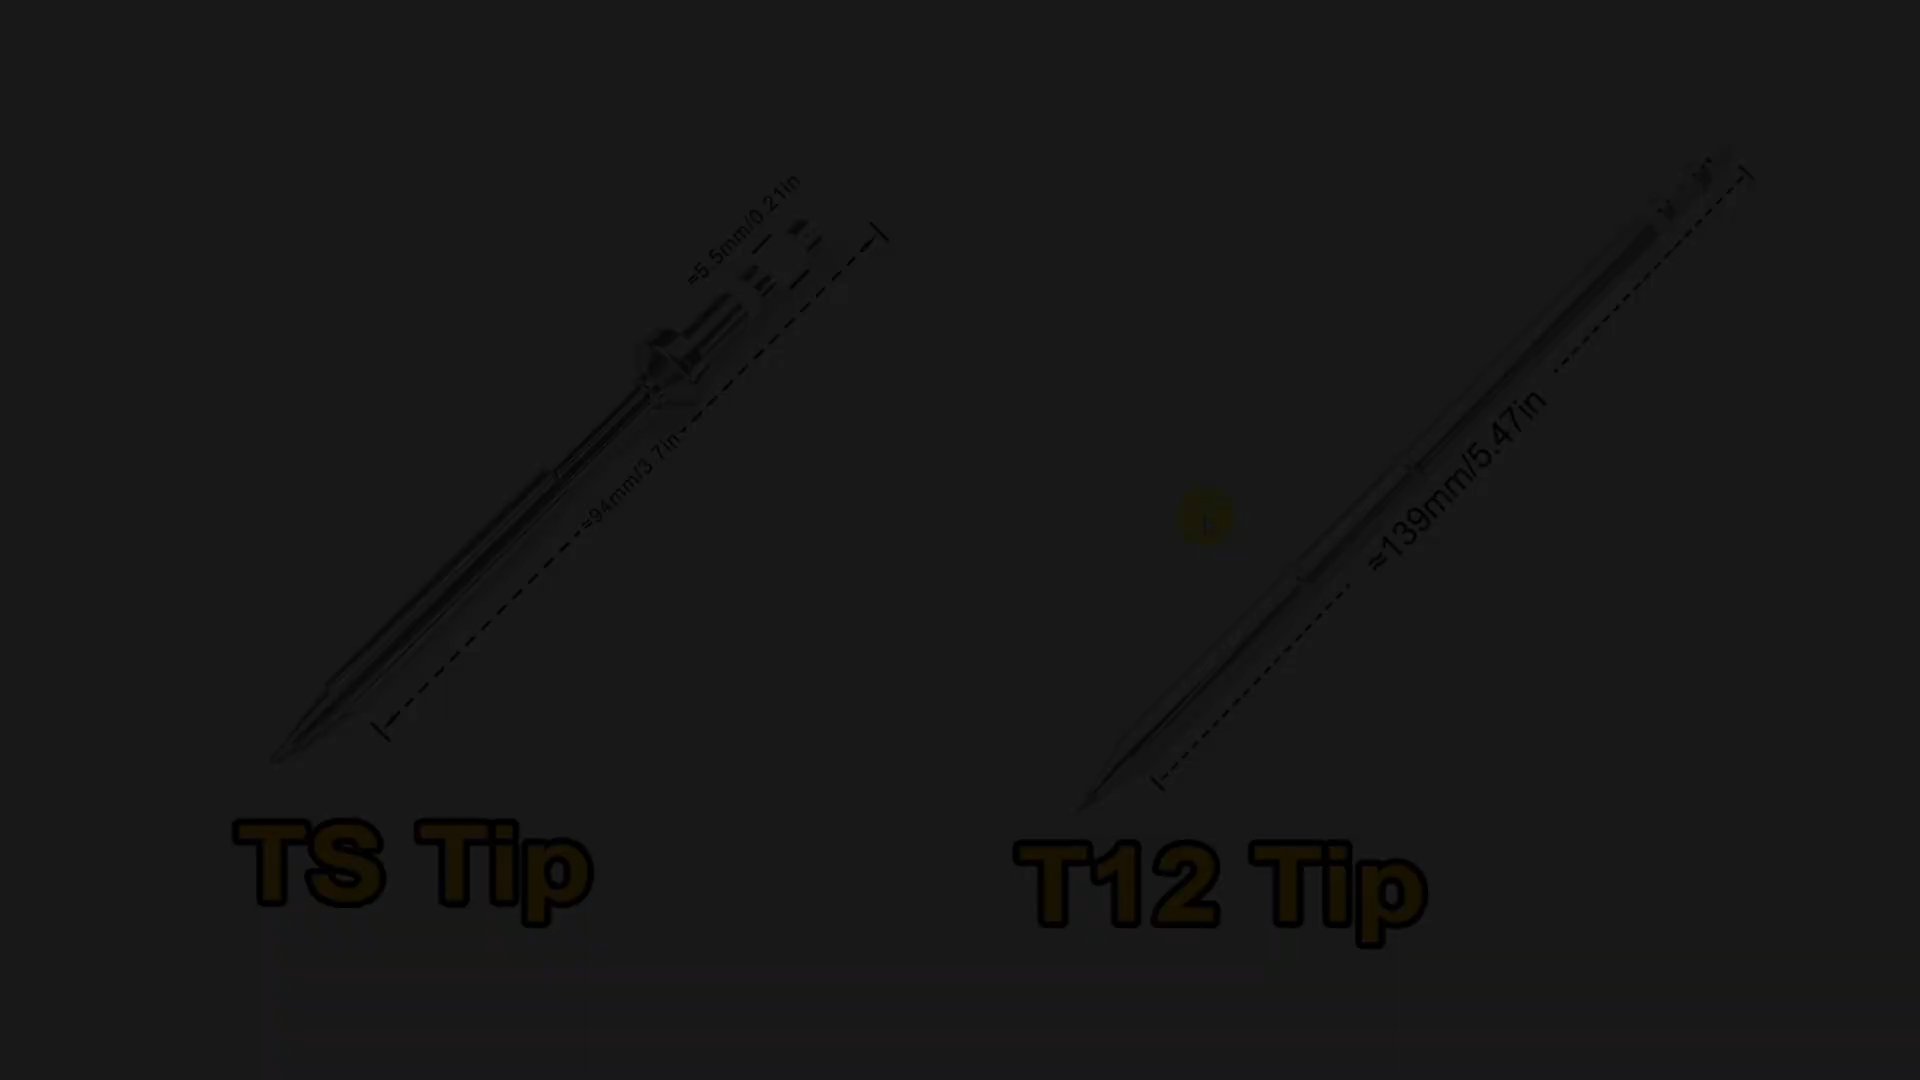 ≈5.5mm/0.21in
≈94mm/3.7in
≈139mm/5.47in
TS Tip
T12 Tip